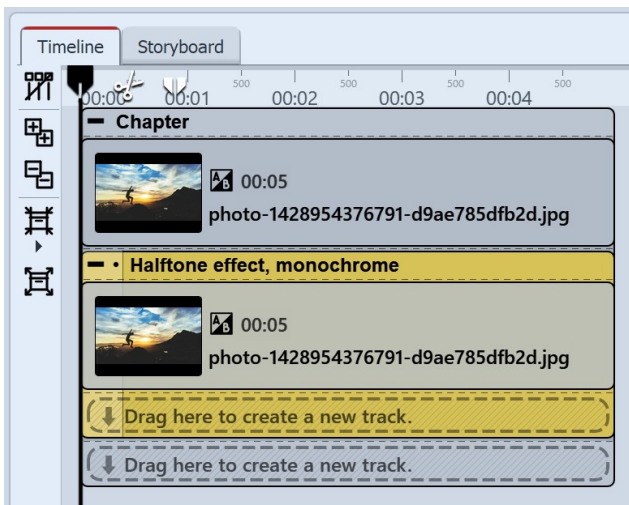 Timeline Storyboard
500 500 500 500
00:00 00:01 00:02 00:03 00:04
Chapter
A B 00:05
photo-1428954376791-d9ae785dfb2d.jpg
Halftone effect, monochrome
A B 00:05
photo-1428954376791-d9ae785dfb2d.jpg
Drag here to create a new track.
Drag here to create a new track.